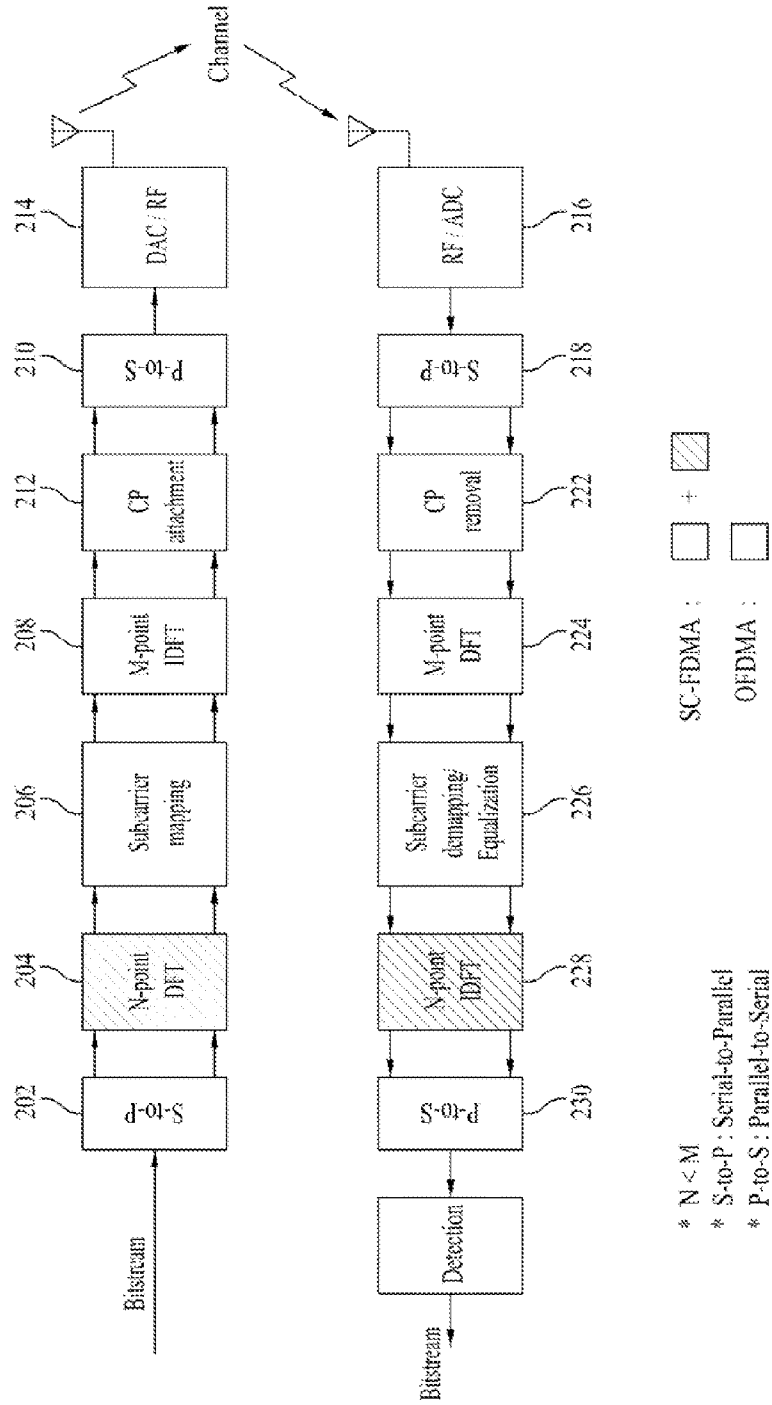 202
204
206
208
212
210
214
Bitstream
S-to-P
N-point
DFT
Subcarrier
mapping
M-point
IDFT
CP
attachment
P-to-S
DAC / RF
Channel
Bitstream
Detection
P-to-S
N-point
IDFT
Subcarrier
demapping/
Equalization
M-point
DFT
CP
removal
S-to-P
RF / ADC
230
228
226
224
222
218
216
* N < M
* S-to-P : Serial-to-Parallel
* P-to-S : Parallel-to-Serial
SC-FDMA : +
OFDMA :